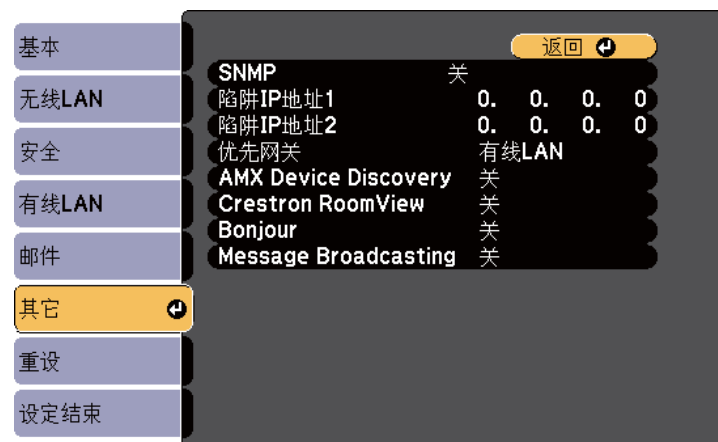 基本
无线LAN
安全
有线LAN
邮件
其它
重设
设定结束
返回
SNMP 关
陷阱IP地址1 0. 0. 0. 0
陷阱IP地址2 0. 0. 0. 0
优先网关 有线LAN
AMX Device Discovery 关
Crestron RoomView 关
Bonjour 关
Message Broadcasting 关